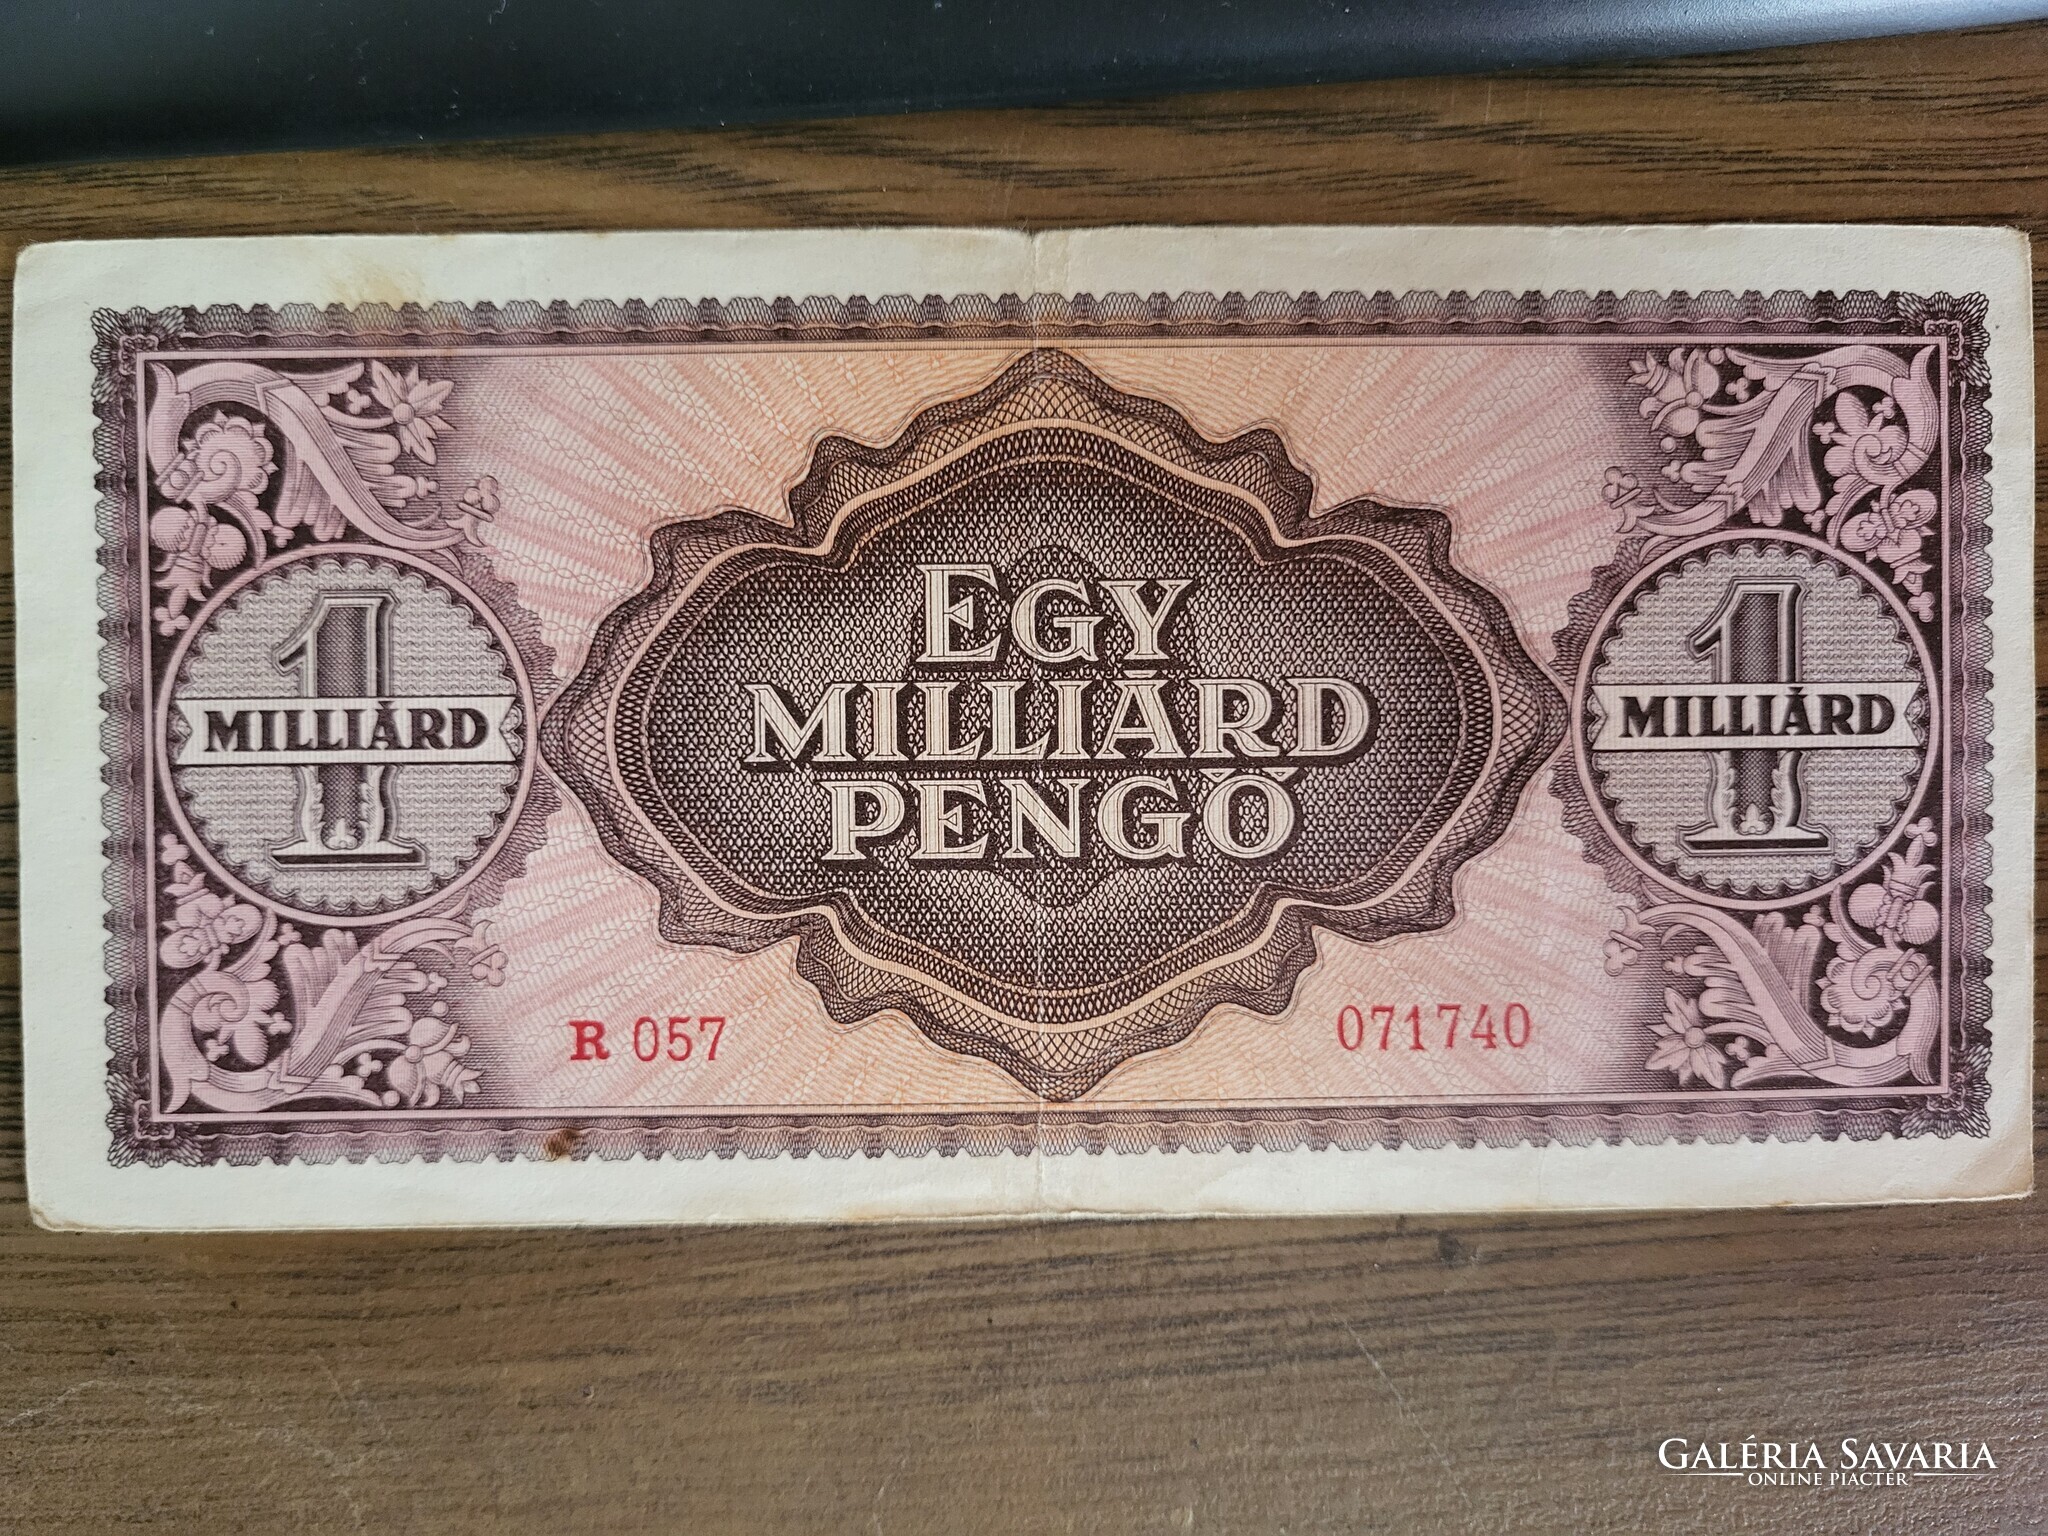 EGY
MILLIÁRD
PENGŐ
1
MILLIÁRD
1
MILLIÁRD
R 057
071740
GALÉRIA SAVARIA
ONLINE PIACTÉR